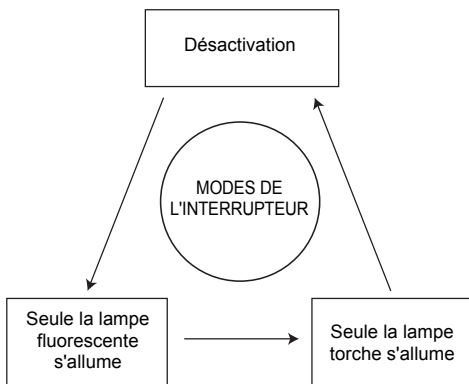 Désactivation
MODES DE
L'INTERRUPTEUR
Seule la lampe
fluorescente
s'allume
Seule la lampe
torche s'allume